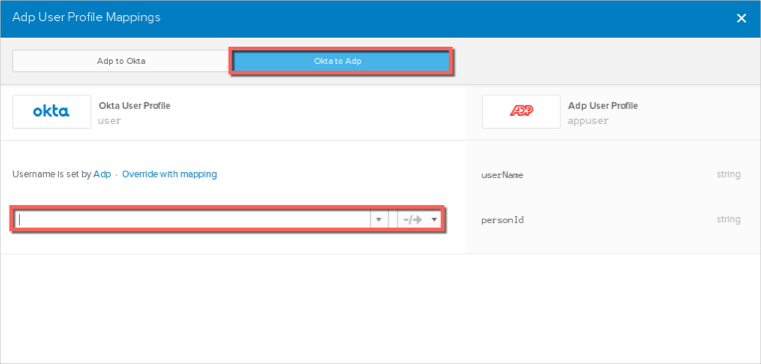 Adp User Profile Mappings
Adp to Okta
Okta to Adp
okta
Okta User Profile
user
ADP
Adp User Profile
appuser
Username is set by Adp · Override with mapping
userName
string
personId
string